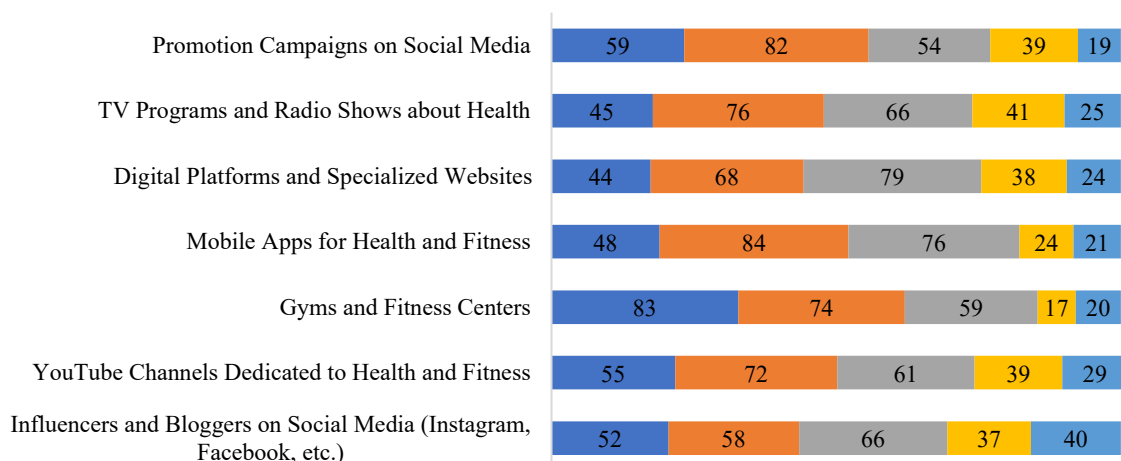 Promotion Campaigns on Social Media 59 82 54 39 19
TV Programs and Radio Shows about Health 45 76 66 41 25
Digital Platforms and Specialized Websites 44 68 79 38 24
Mobile Apps for Health and Fitness 48 84 76 24 21
Gyms and Fitness Centers 83 74 59 17 20
YouTube Channels Dedicated to Health and Fitness 55 72 61 39 29
Influencers and Bloggers on Social Media (Instagram,
Facebook, etc.) 52 58 66 37 40